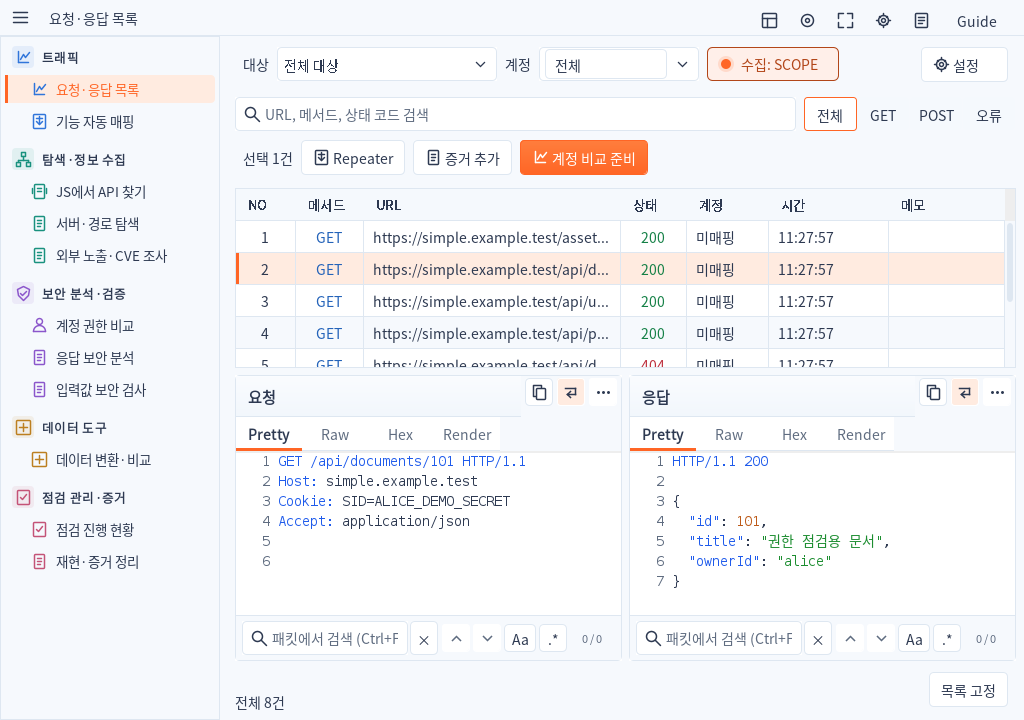 요청·응답 목록
Guide
트래픽
요청·응답 목록
기능 자동 매핑
탐색·정보 수집
JS에서 API 찾기
서버·경로 탐색
외부 노출·CVE 조사
보안 분석·검증
계정 권한 비교
응답 보안 분석
입력값 보안 검사
데이터 도구
데이터 변환·비교
점검 관리·증거
점검 진행 현황
재현·증거 정리
대상 전체 대상 계정 전체 수집: SCOPE 설정
URL, 메서드, 상태 코드 검색 전체 GET POST 오류
선택 1건 Repeater 증거 추가 계정 비교 준비
NO 메서드 URL 상태 계정 시간 메모
1 GET https://simple.example.test/asset... 200 미매핑 11:27:57
2 GET https://simple.example.test/api/d... 200 미매핑 11:27:57
3 GET https://simple.example.test/api/u... 200 미매핑 11:27:57
4 GET https://simple.example.test/api/p... 200 미매핑 11:27:57
5 GET https://simple.example.test/api/d... 404 미매핑 11:27:57
요청
Pretty Raw Hex Render
1 GET /api/documents/101 HTTP/1.1
2 Host: simple.example.test
3 Cookie: SID=ALICE_DEMO_SECRET
4 Accept: application/json
5
6
패킷에서 검색 (Ctrl+F × Aa .* 0/0
응답
Pretty Raw Hex Render
1 HTTP/1.1 200
2
3 {
4 "id": 101,
5 "title": "권한 점검용 문서",
6 "ownerId": "alice"
7 }
패킷에서 검색 (Ctrl+F × Aa .* 0/0
전체 8건
목록 고정